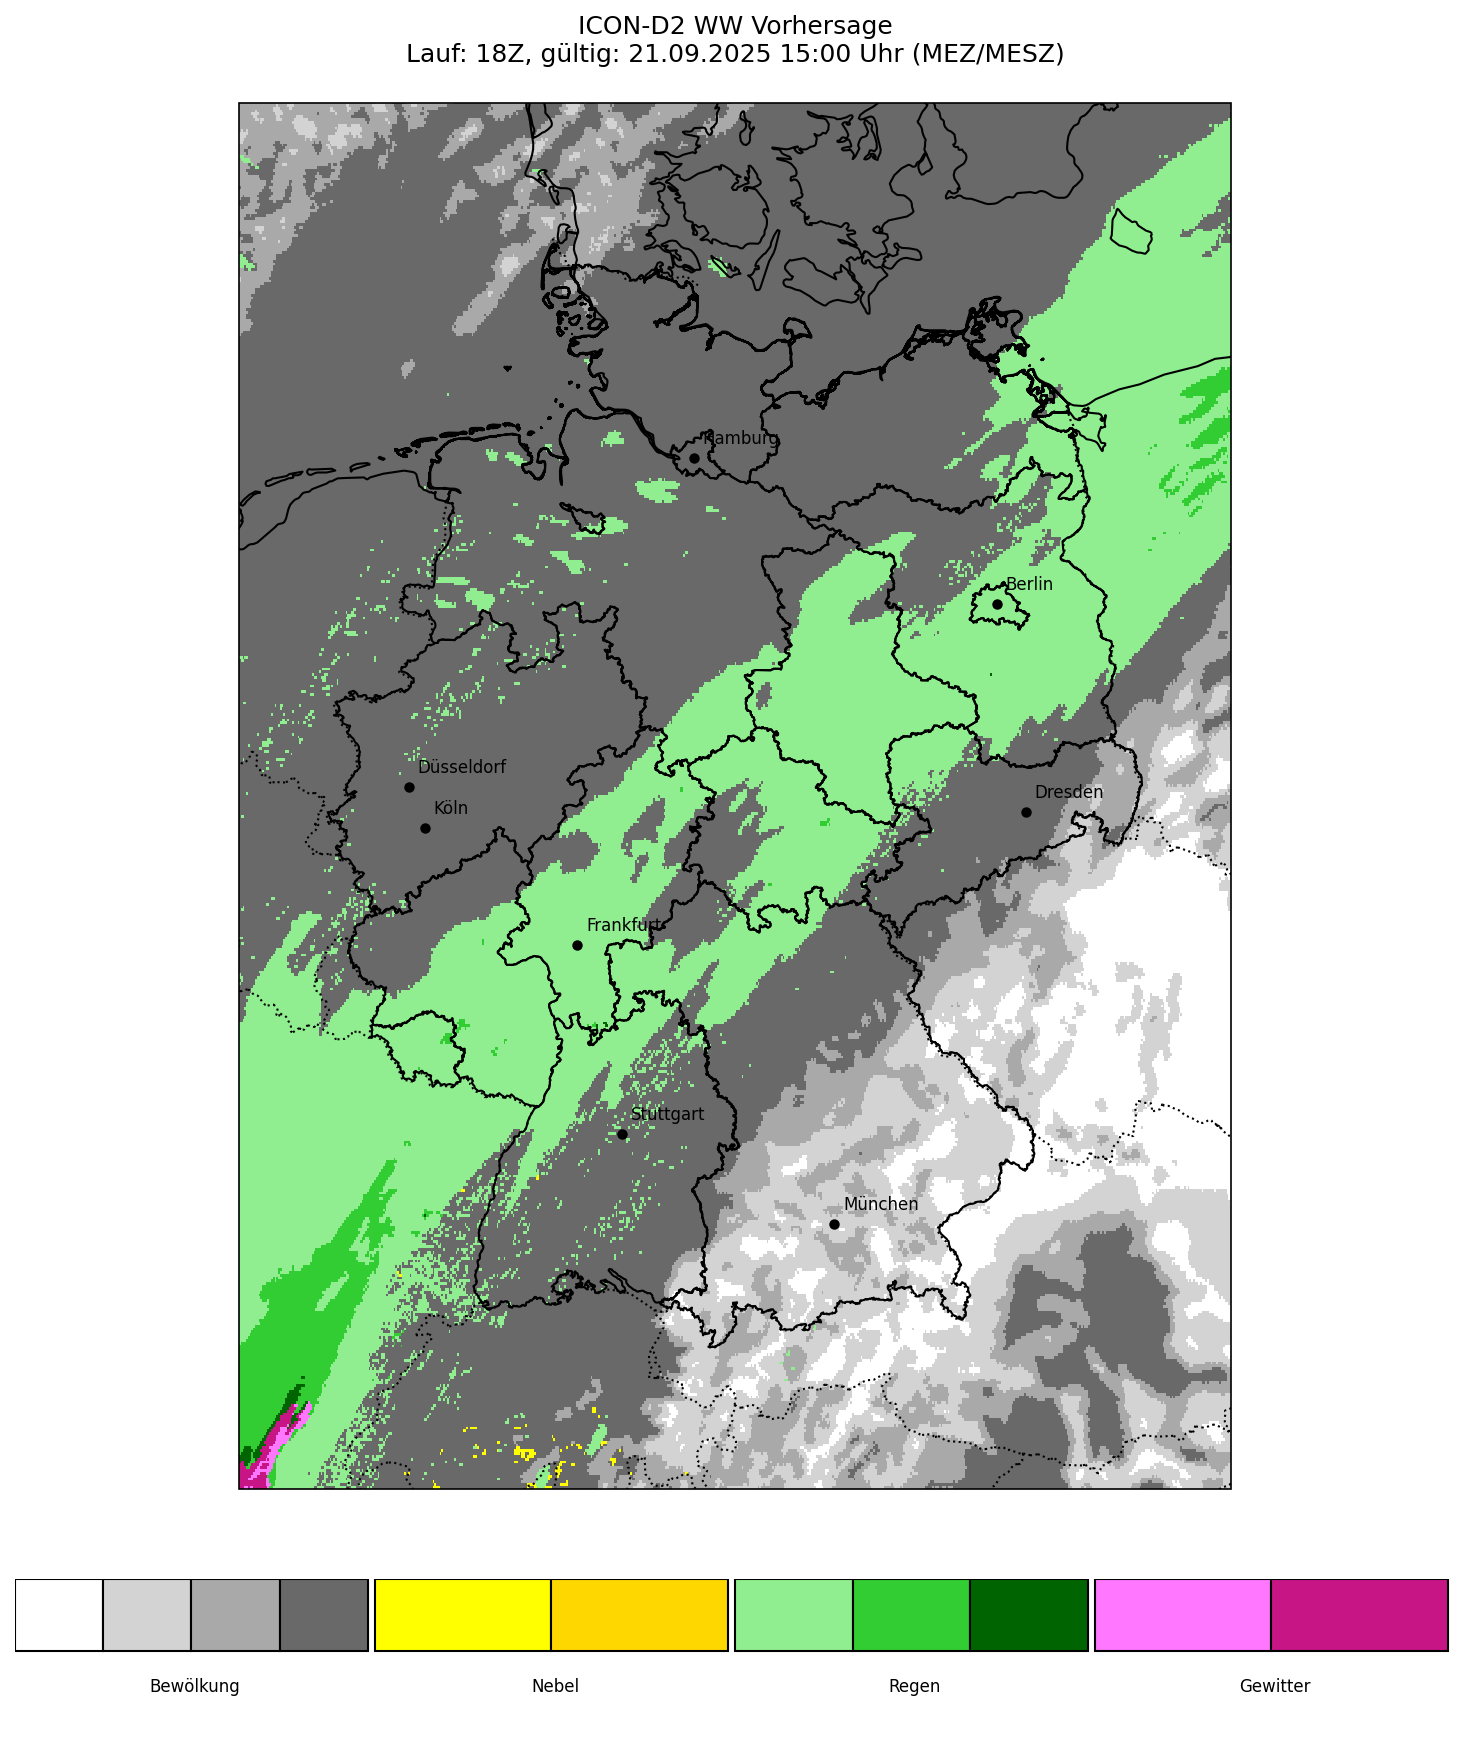 ICON-D2 WW Vorhersage
Lauf: 18Z, gültig: 21.09.2025 15:00 Uhr (MEZ/MESZ)
Hamburg
Berlin
Düsseldorf
Köln
Dresden
Frankfurt
Stuttgart
München
Bewölkung
Nebel
Regen
Gewitter